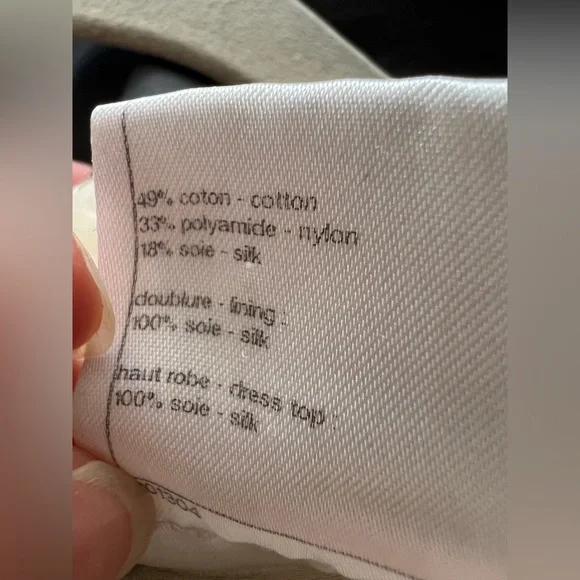 49% coton - cotton
33% polyamide - nylon
18% soie - silk
doublure - lining :
100% soie - silk
haut robe - dress top :
100% soie - silk